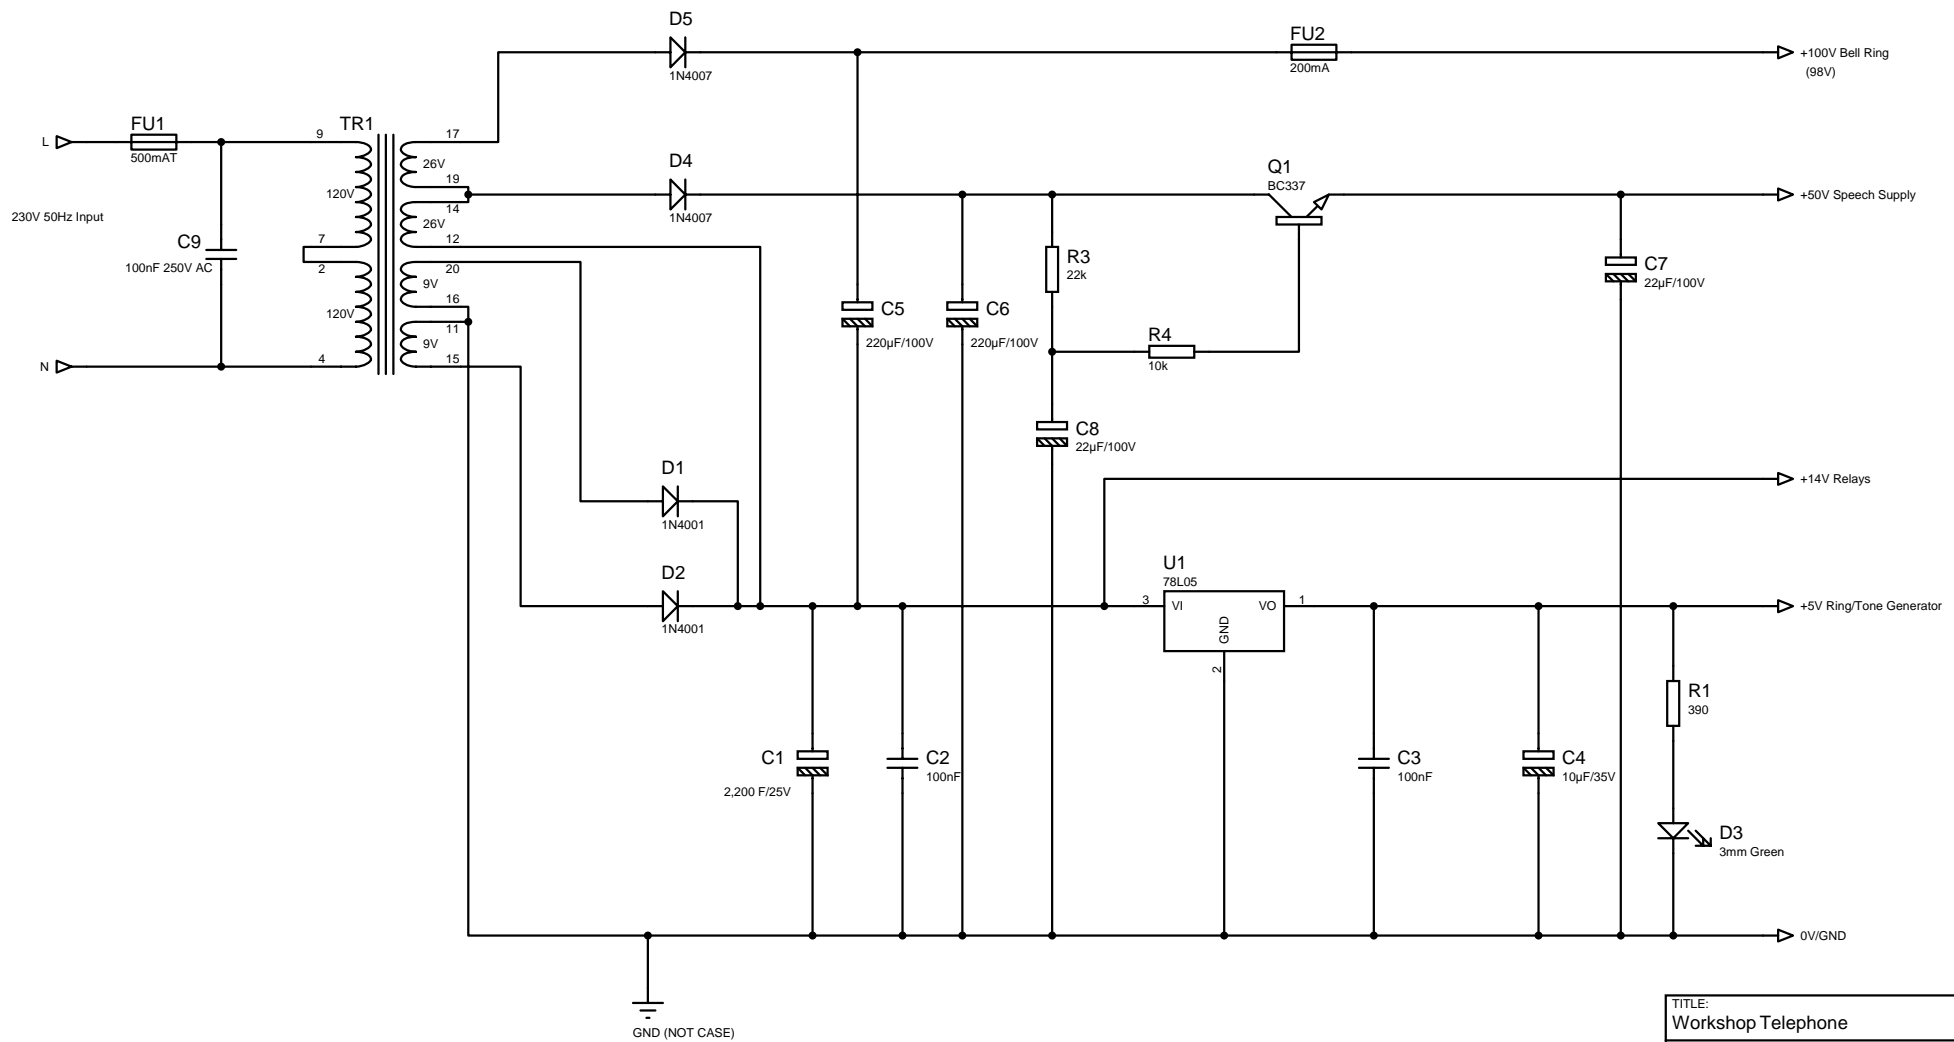 D5
1N4007
FU2
200mA
+100V Bell Ring
(98V)
FU1
500mAT
L
9
TR1
17
26V
19
D4
1N4007
Q1
BC337
+50V Speech Supply
120V
14
26V
12
230V 50Hz Input
C9
100nF 250V AC
7
2
20
9V
16
120V
11
9V
15
N
4
R3
22k
C7
22µF/100V
C5
220µF/100V
C6
220µF/100V
R4
10k
C8
22µF/100V
D1
1N4001
+14V Relays
D2
1N4001
U1
78L05
3
VI
VO
1
GND
2
+5V Ring/Tone Generator
R1
390
C1
2,200 F/25V
C2
100nF
C3
100nF
C4
10µF/35V
D3
3mm Green
0V/GND
GND (NOT CASE)
TITLE:
Workshop Telephone